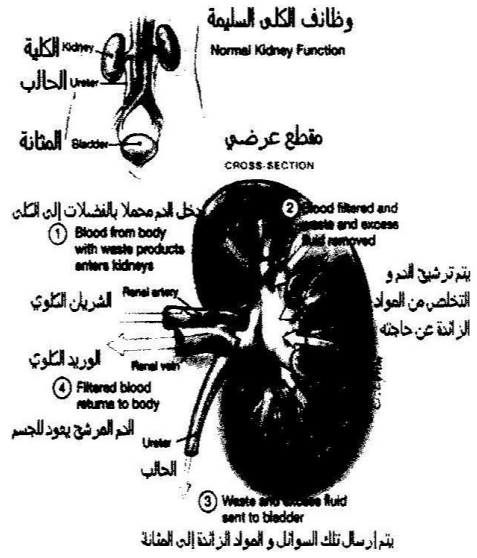 وظائف الكلى السليمة
Normal Kidney Function
الكلية Kidney
الحالب Ureter
المثانة Bladder
مقطع عرضي
CROSS-SECTION
يدخل الدم محملا بالفضلات إلى الكلى
1 Blood from body
with waste products
enters kidneys
2 Blood filtered and
waste and excess
fluid removed
يتم ترشيح الدم و
التخلص من المواد
الزائدة عن حاجته
الشريان الكلوي Renal artery
الوريد الكلوي Renal vein
4 Filtered blood
returns to body
الدم المرشح يعود للجسم
Ureter
الحالب
3 Waste and excess fluid
sent to bladder
يتم إرسال تلك السوائل و المواد الزائدة إلى المثانة